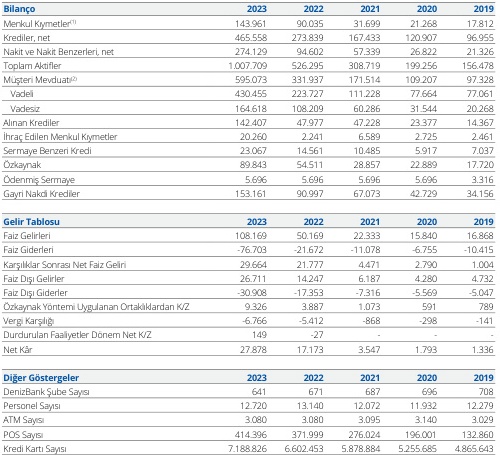 Bilanço 2023 2022 2021 2020 2019
Menkul Kıymetler(1) 143.961 90.035 31.699 21.268 17.812
Krediler, net 465.558 273.839 167.433 120.907 96.955
Nakit ve Nakit Benzerleri, net 274.129 94.602 57.339 26.822 21.326
Toplam Aktifler 1.007.709 526.295 308.719 199.256 156.478
Müşteri Mevduatı(2) 595.073 331.937 171.514 109.207 97.328
Vadeli 430.455 223.727 111.228 77.664 77.061
Vadesiz 164.618 108.209 60.286 31.544 20.268
Alınan Krediler 142.407 47.977 47.228 23.377 14.367
İhraç Edilen Menkul Kıymetler 20.260 2.241 6.589 2.725 2.461
Sermaye Benzeri Kredi 23.067 14.561 10.485 5.917 7.037
Özkaynak 89.843 54.511 28.857 22.889 17.720
Ödenmiş Sermaye 5.696 5.696 5.696 5.696 3.316
Gayri Nakdi Krediler 153.161 90.997 67.073 42.729 34.156
Gelir Tablosu 2023 2022 2021 2020 2019
Faiz Gelirleri 108.169 50.169 22.333 15.840 16.868
Faiz Giderleri -76.703 -21.672 -11.078 -6.755 -10.415
Karşılıklar Sonrası Net Faiz Geliri 29.664 21.777 4.471 2.790 1.004
Faiz Dışı Gelirler 26.711 14.247 6.187 4.280 4.732
Faiz Dışı Giderler -30.908 -17.353 -7.316 -5.569 -5.047
Özkaynak Yöntemi Uygulanan Ortaklıklardan K/Z 9.326 3.887 1.073 591 789
Vergi Karşılığı -6.766 -5.412 -868 -298 -141
Durdurulan Faaliyetler Dönem Net K/Z 149 -27 - - -
Net Kâr 27.878 17.173 3.547 1.793 1.336
Diğer Göstergeler 2023 2022 2021 2020 2019
DenizBank Şube Sayısı 641 671 687 696 708
Personel Sayısı 12.720 13.140 12.072 11.932 12.279
ATM Sayısı 3.080 3.080 3.095 3.140 3.029
POS Sayısı 414.396 371.999 276.024 196.001 132.860
Kredi Kartı Sayısı 7.188.826 6.602.453 5.878.884 5.255.685 4.865.643